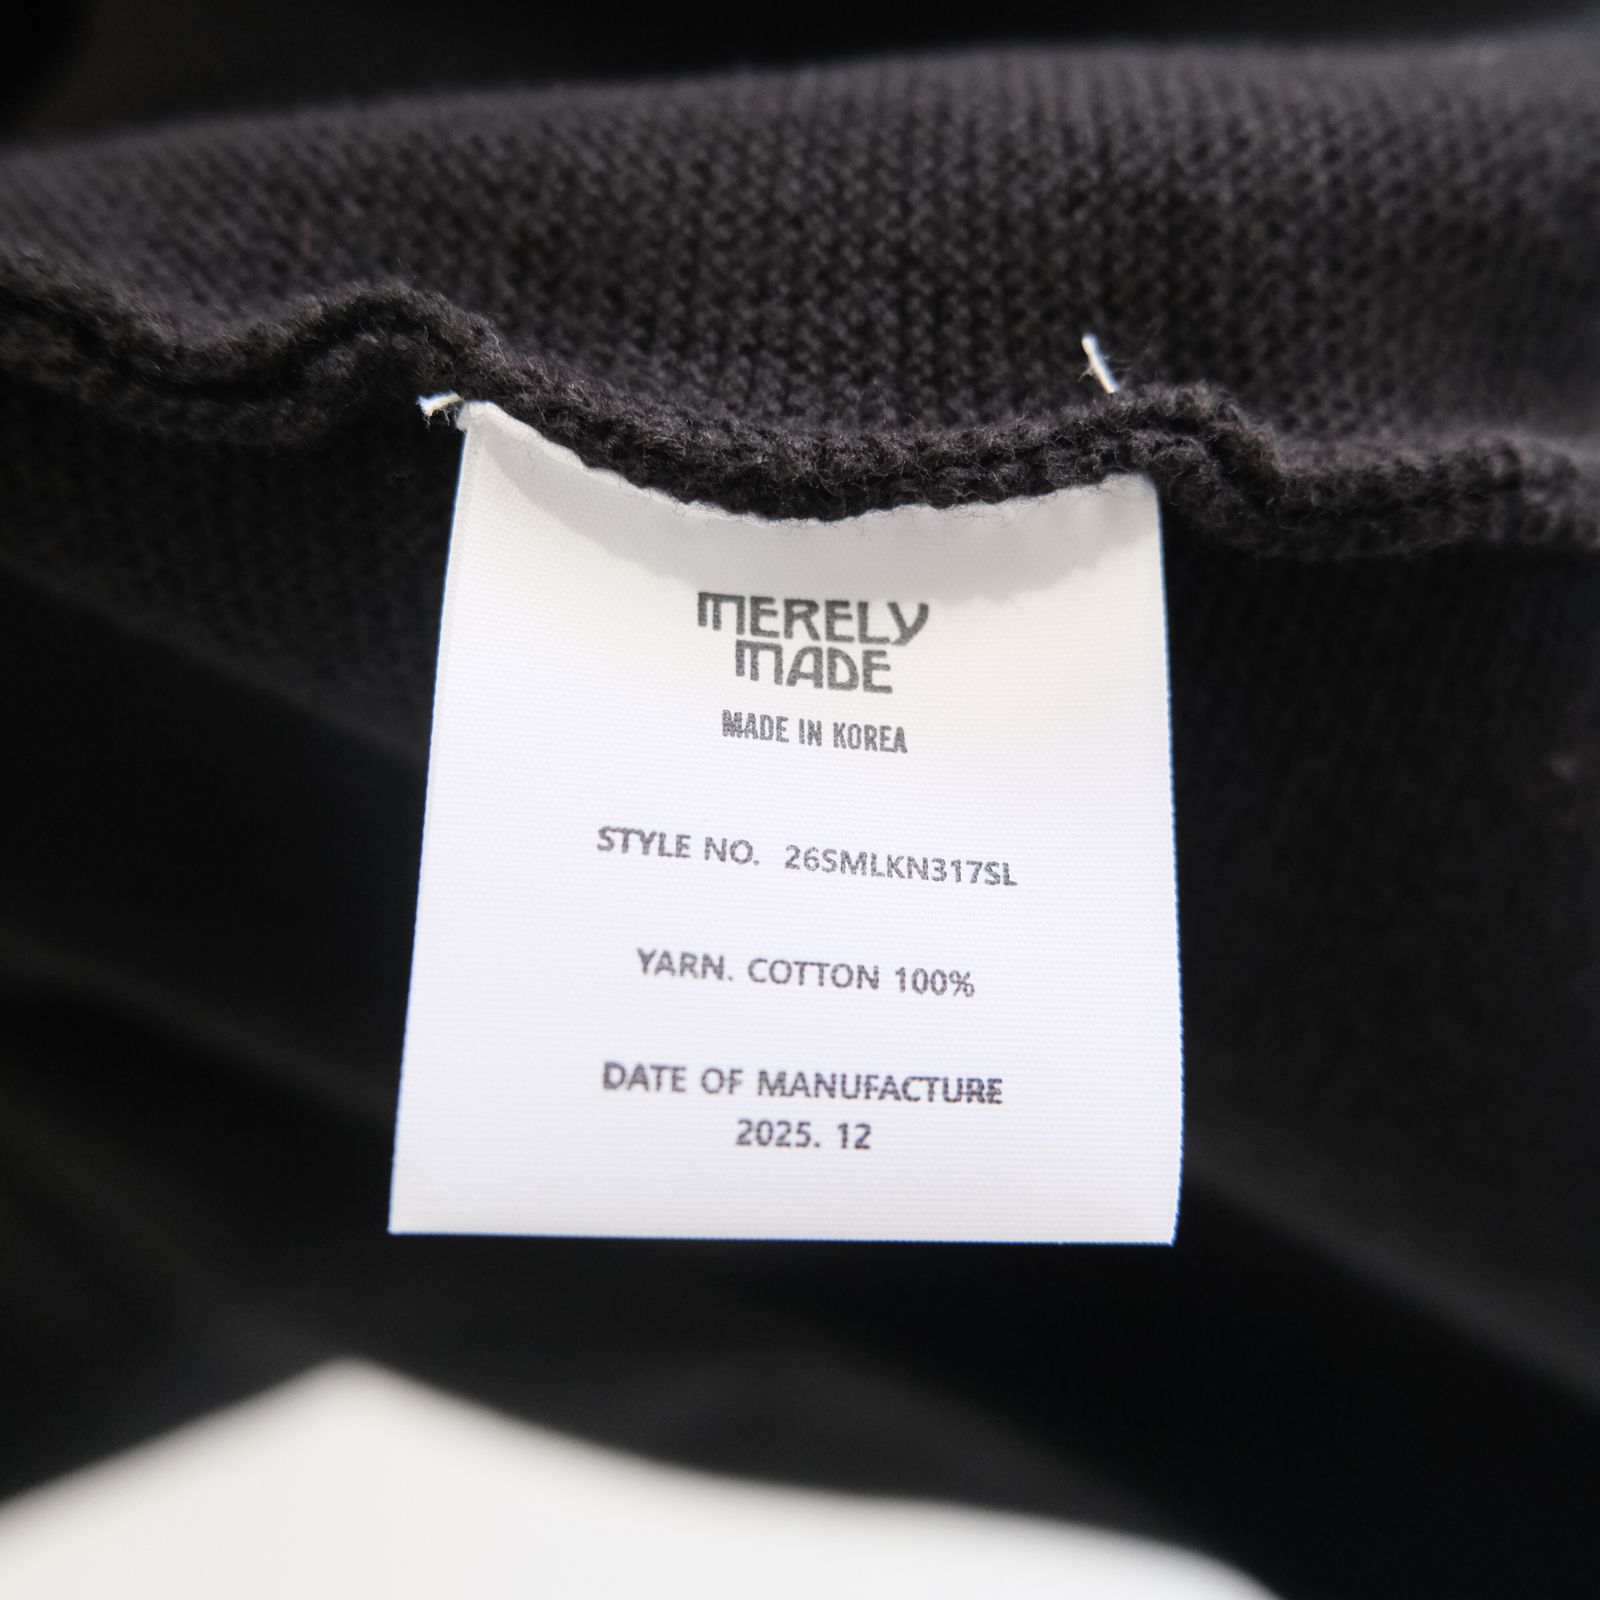 MERELY
MADE
MADE IN KOREA
STYLE NO. 26SMLKN317SL
YARN. COTTON 100%
DATE OF MANUFACTURE
2025. 12